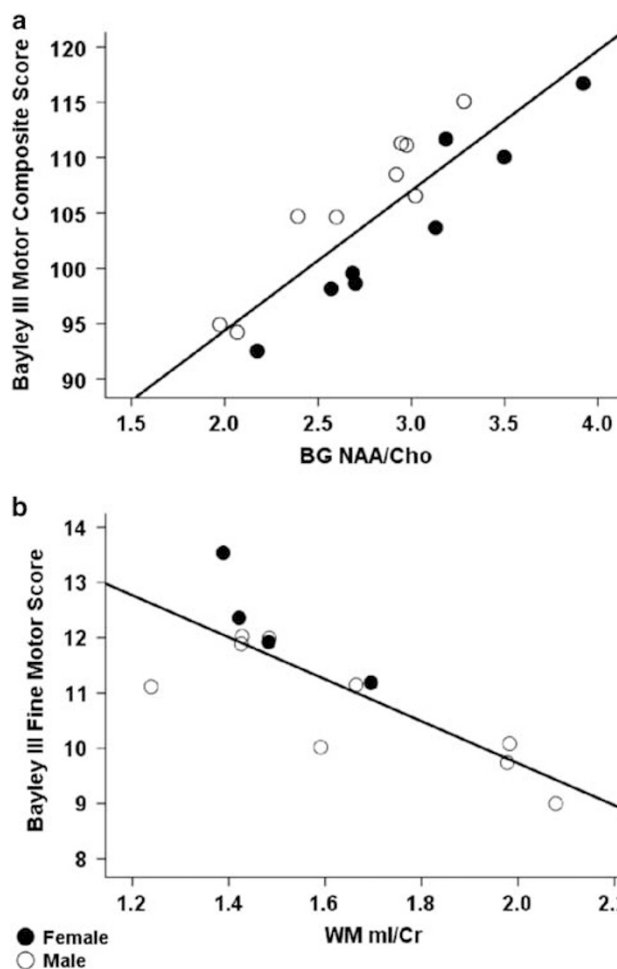 a
Bayley III Motor Composite Score
120
115
110
105
100
95
90
1.5 2.0 2.5 3.0 3.5 4.0
BG NAA/Cho
b
Bayley III Fine Motor Score
14
13
12
11
10
9
8
1.2 1.4 1.6 1.8 2.0 2.2
WM mI/Cr
Female
Male